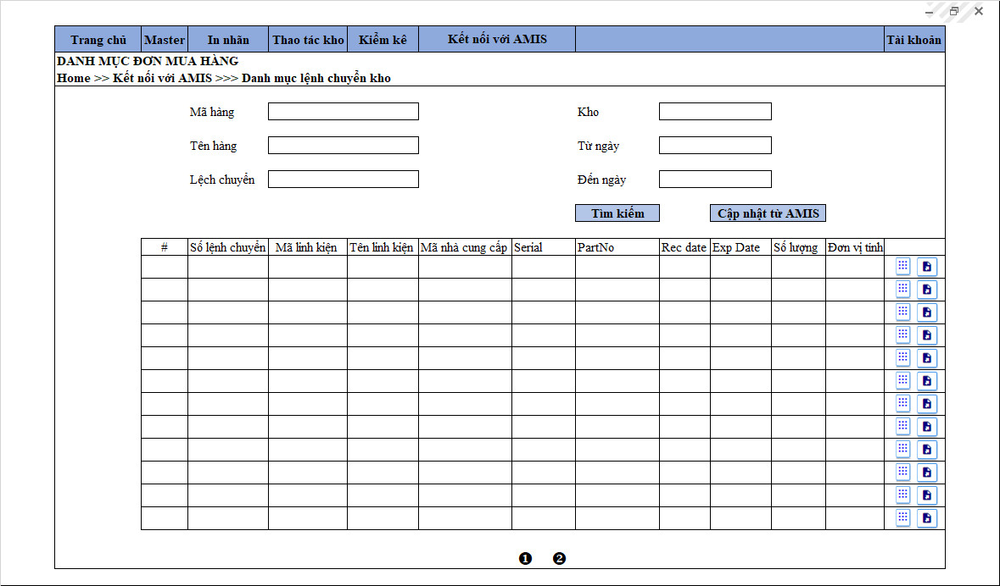 Trang chủ Master In nhãn Thao tác kho Kiểm kê Kết nối với AMIS Tài khoản
DANH MỤC ĐƠN MUA HÀNG
Home >> Kết nối với AMIS >>> Danh mục lệnh chuyển kho
Mã hàng Kho
Tên hàng Từ ngày
Lệch chuyển Đến ngày
Tìm kiếm Cập nhật từ AMIS
# Số lệnh chuyển Mã linh kiện Tên linh kiện Mã nhà cung cấp Serial PartNo Rec date Exp Date Số lượng Đơn vị tính
1 2